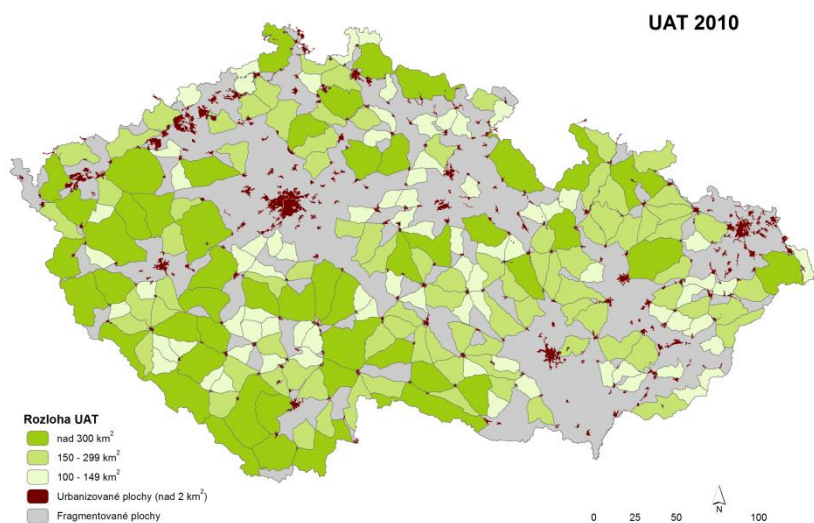 UAT 2010
Rozloha UAT
nad 300 km²
150 - 299 km²
100 - 149 km²
Urbanizované plochy (nad 2 km²)
Fragmentované plochy
N
0 25 50 100